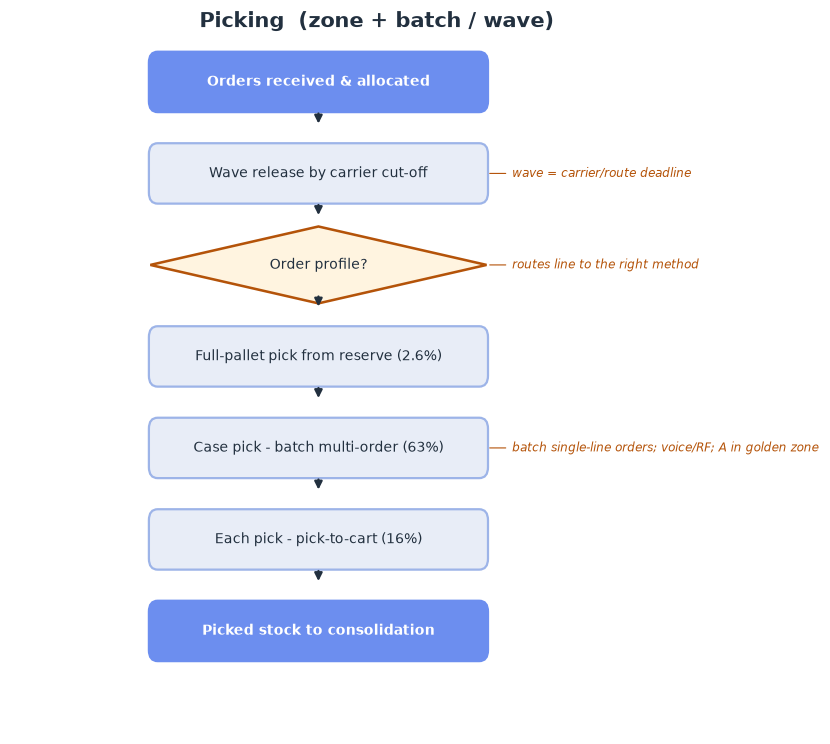 Picking (zone + batch / wave)
Orders received & allocated
Wave release by carrier cut-off
wave = carrier/route deadline
Order profile?
routes line to the right method
Full-pallet pick from reserve (2.6%)
Case pick - batch multi-order (63%)
batch single-line orders; voice/RF; A in golden zone
Each pick - pick-to-cart (16%)
Picked stock to consolidation